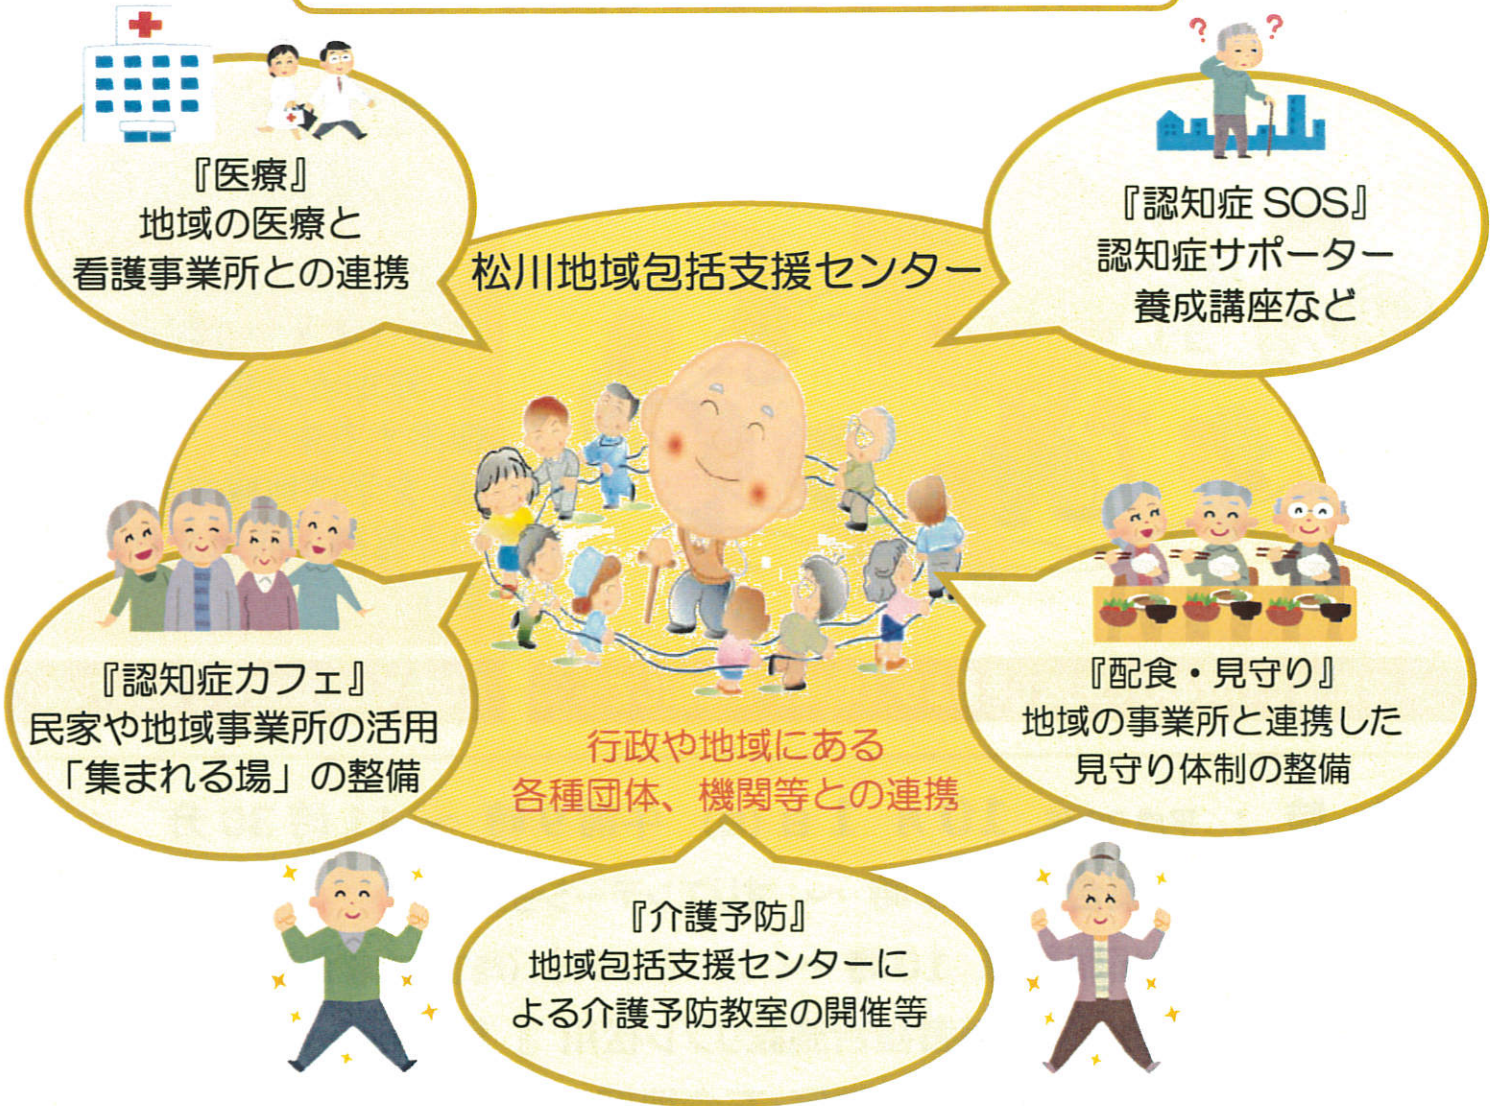 『医療』
地域の医療と
看護事業所との連携
松川地域包括支援センター
『認知症 SOS』
認知症サポーター
養成講座など
『認知症カフェ』
民家や地域事業所の活用
「集まれる場」の整備
行政や地域にある
各種団体、機関等との連携
『配食・見守り』
地域の事業所と連携した
見守り体制の整備
『介護予防』
地域包括支援センターに
よる介護予防教室の開催等